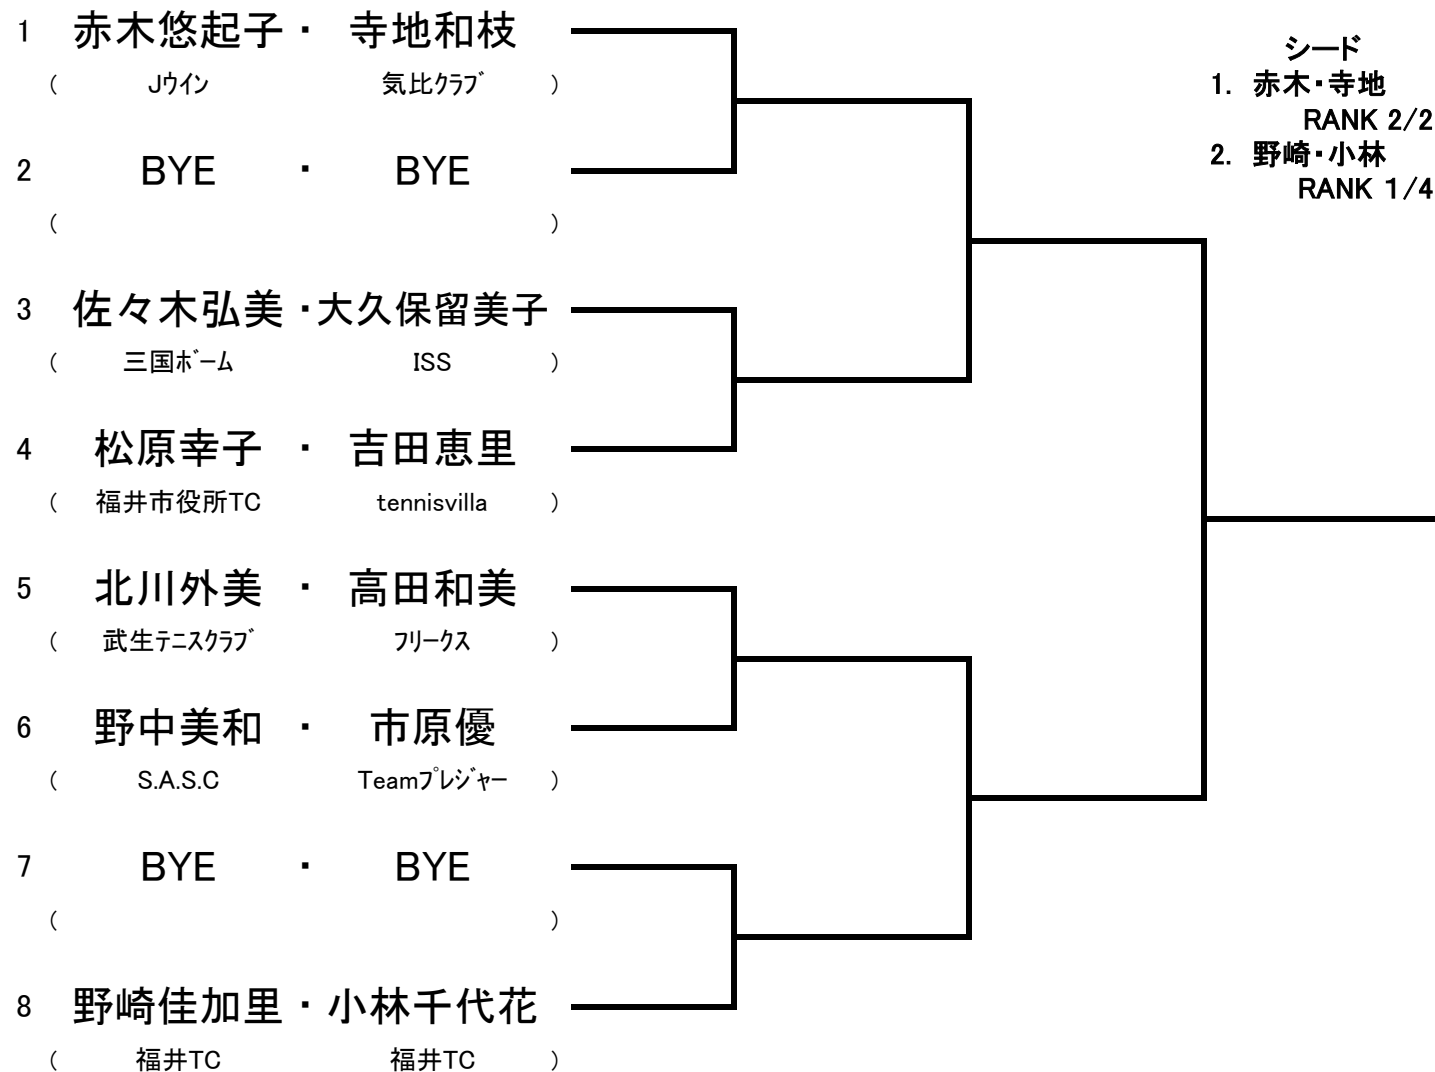 1 赤木悠起子・寺地和枝
( Jウイン 気比クラブ )
シード
1. 赤木・寺地
RANK 2/2
2. 野崎・小林
RANK 1/4
2 BYE ・ BYE
( )
3 佐々木弘美・大久保留美子
( 三国ボーム ISS )
4 松原幸子 ・ 吉田恵里
( 福井市役所TC tennisvilla )
5 北川外美 ・ 高田和美
( 武生テニスクラブ フリークス )
6 野中美和 ・ 市原優
( S.A.S.C Teamプレジャー )
7 BYE ・ BYE
( )
8 野崎佳加里・小林千代花
( 福井TC 福井TC )